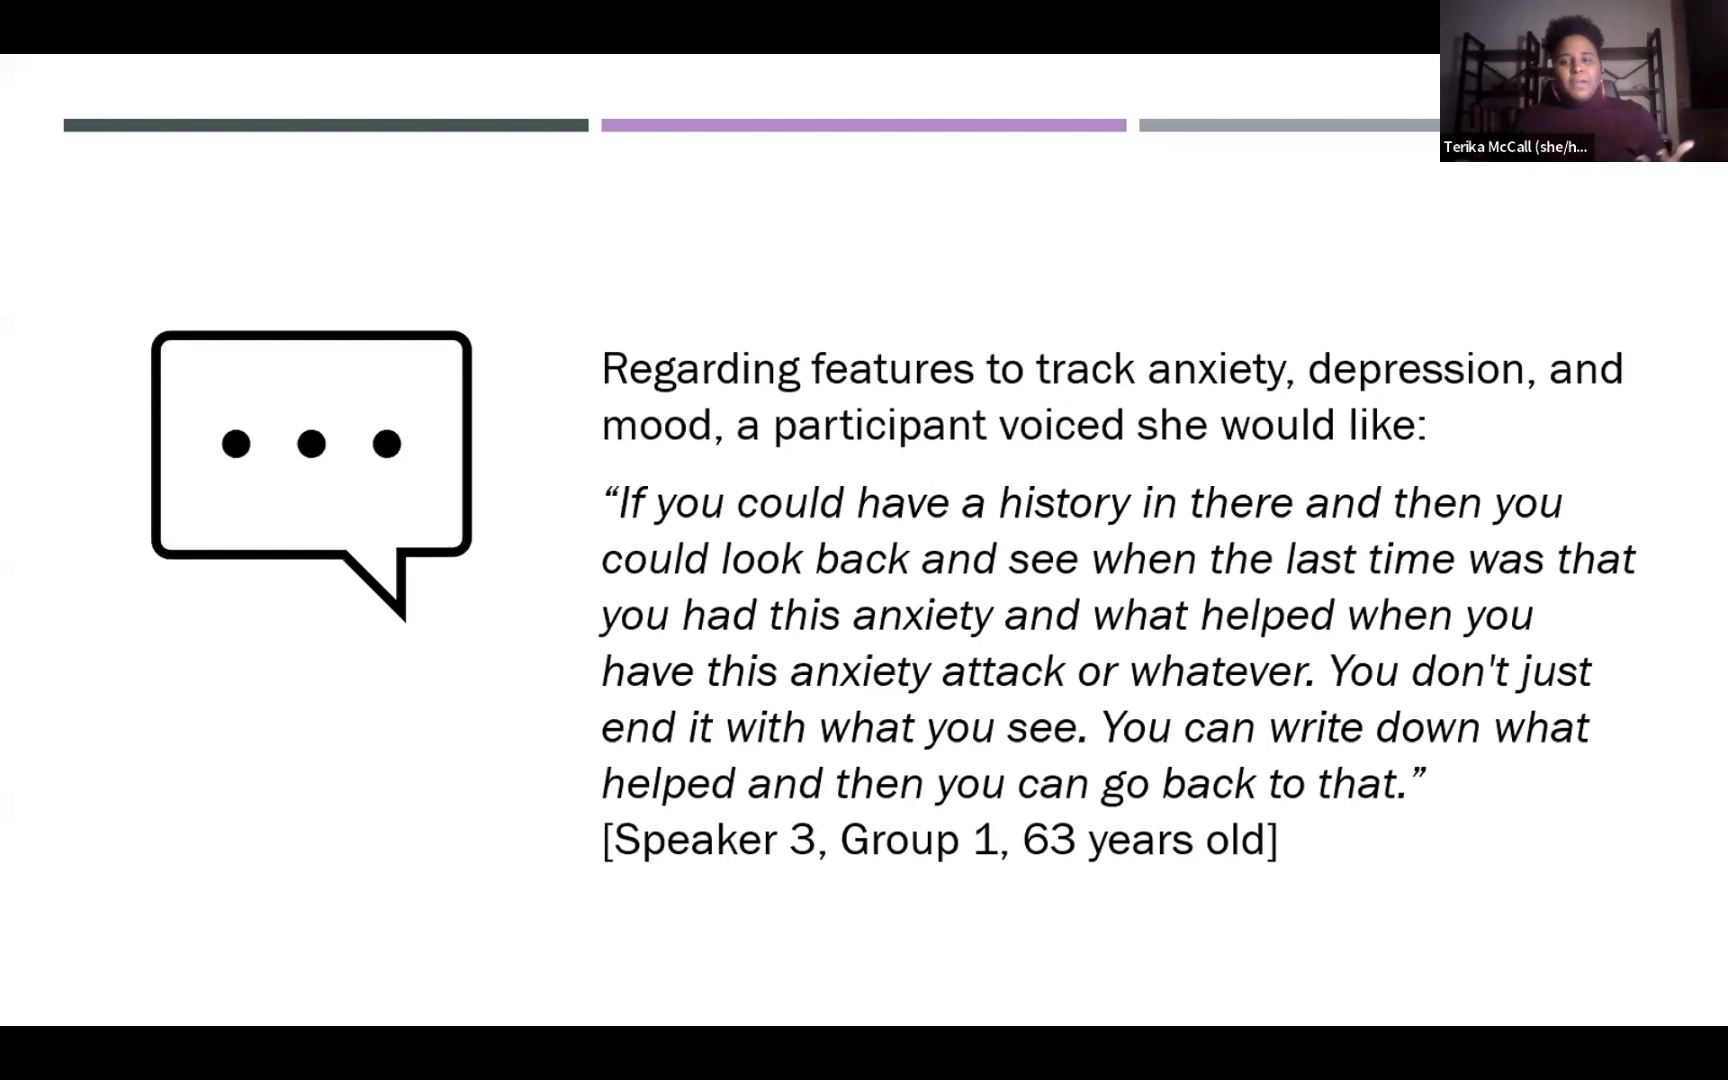 Terika McCall (she/h...
Regarding features to track anxiety, depression, and
mood, a participant voiced she would like:
“If you could have a history in there and then you
could look back and see when the last time was that
you had this anxiety and what helped when you
have this anxiety attack or whatever. You don't just
end it with what you see. You can write down what
helped and then you can go back to that.”
[Speaker 3, Group 1, 63 years old]